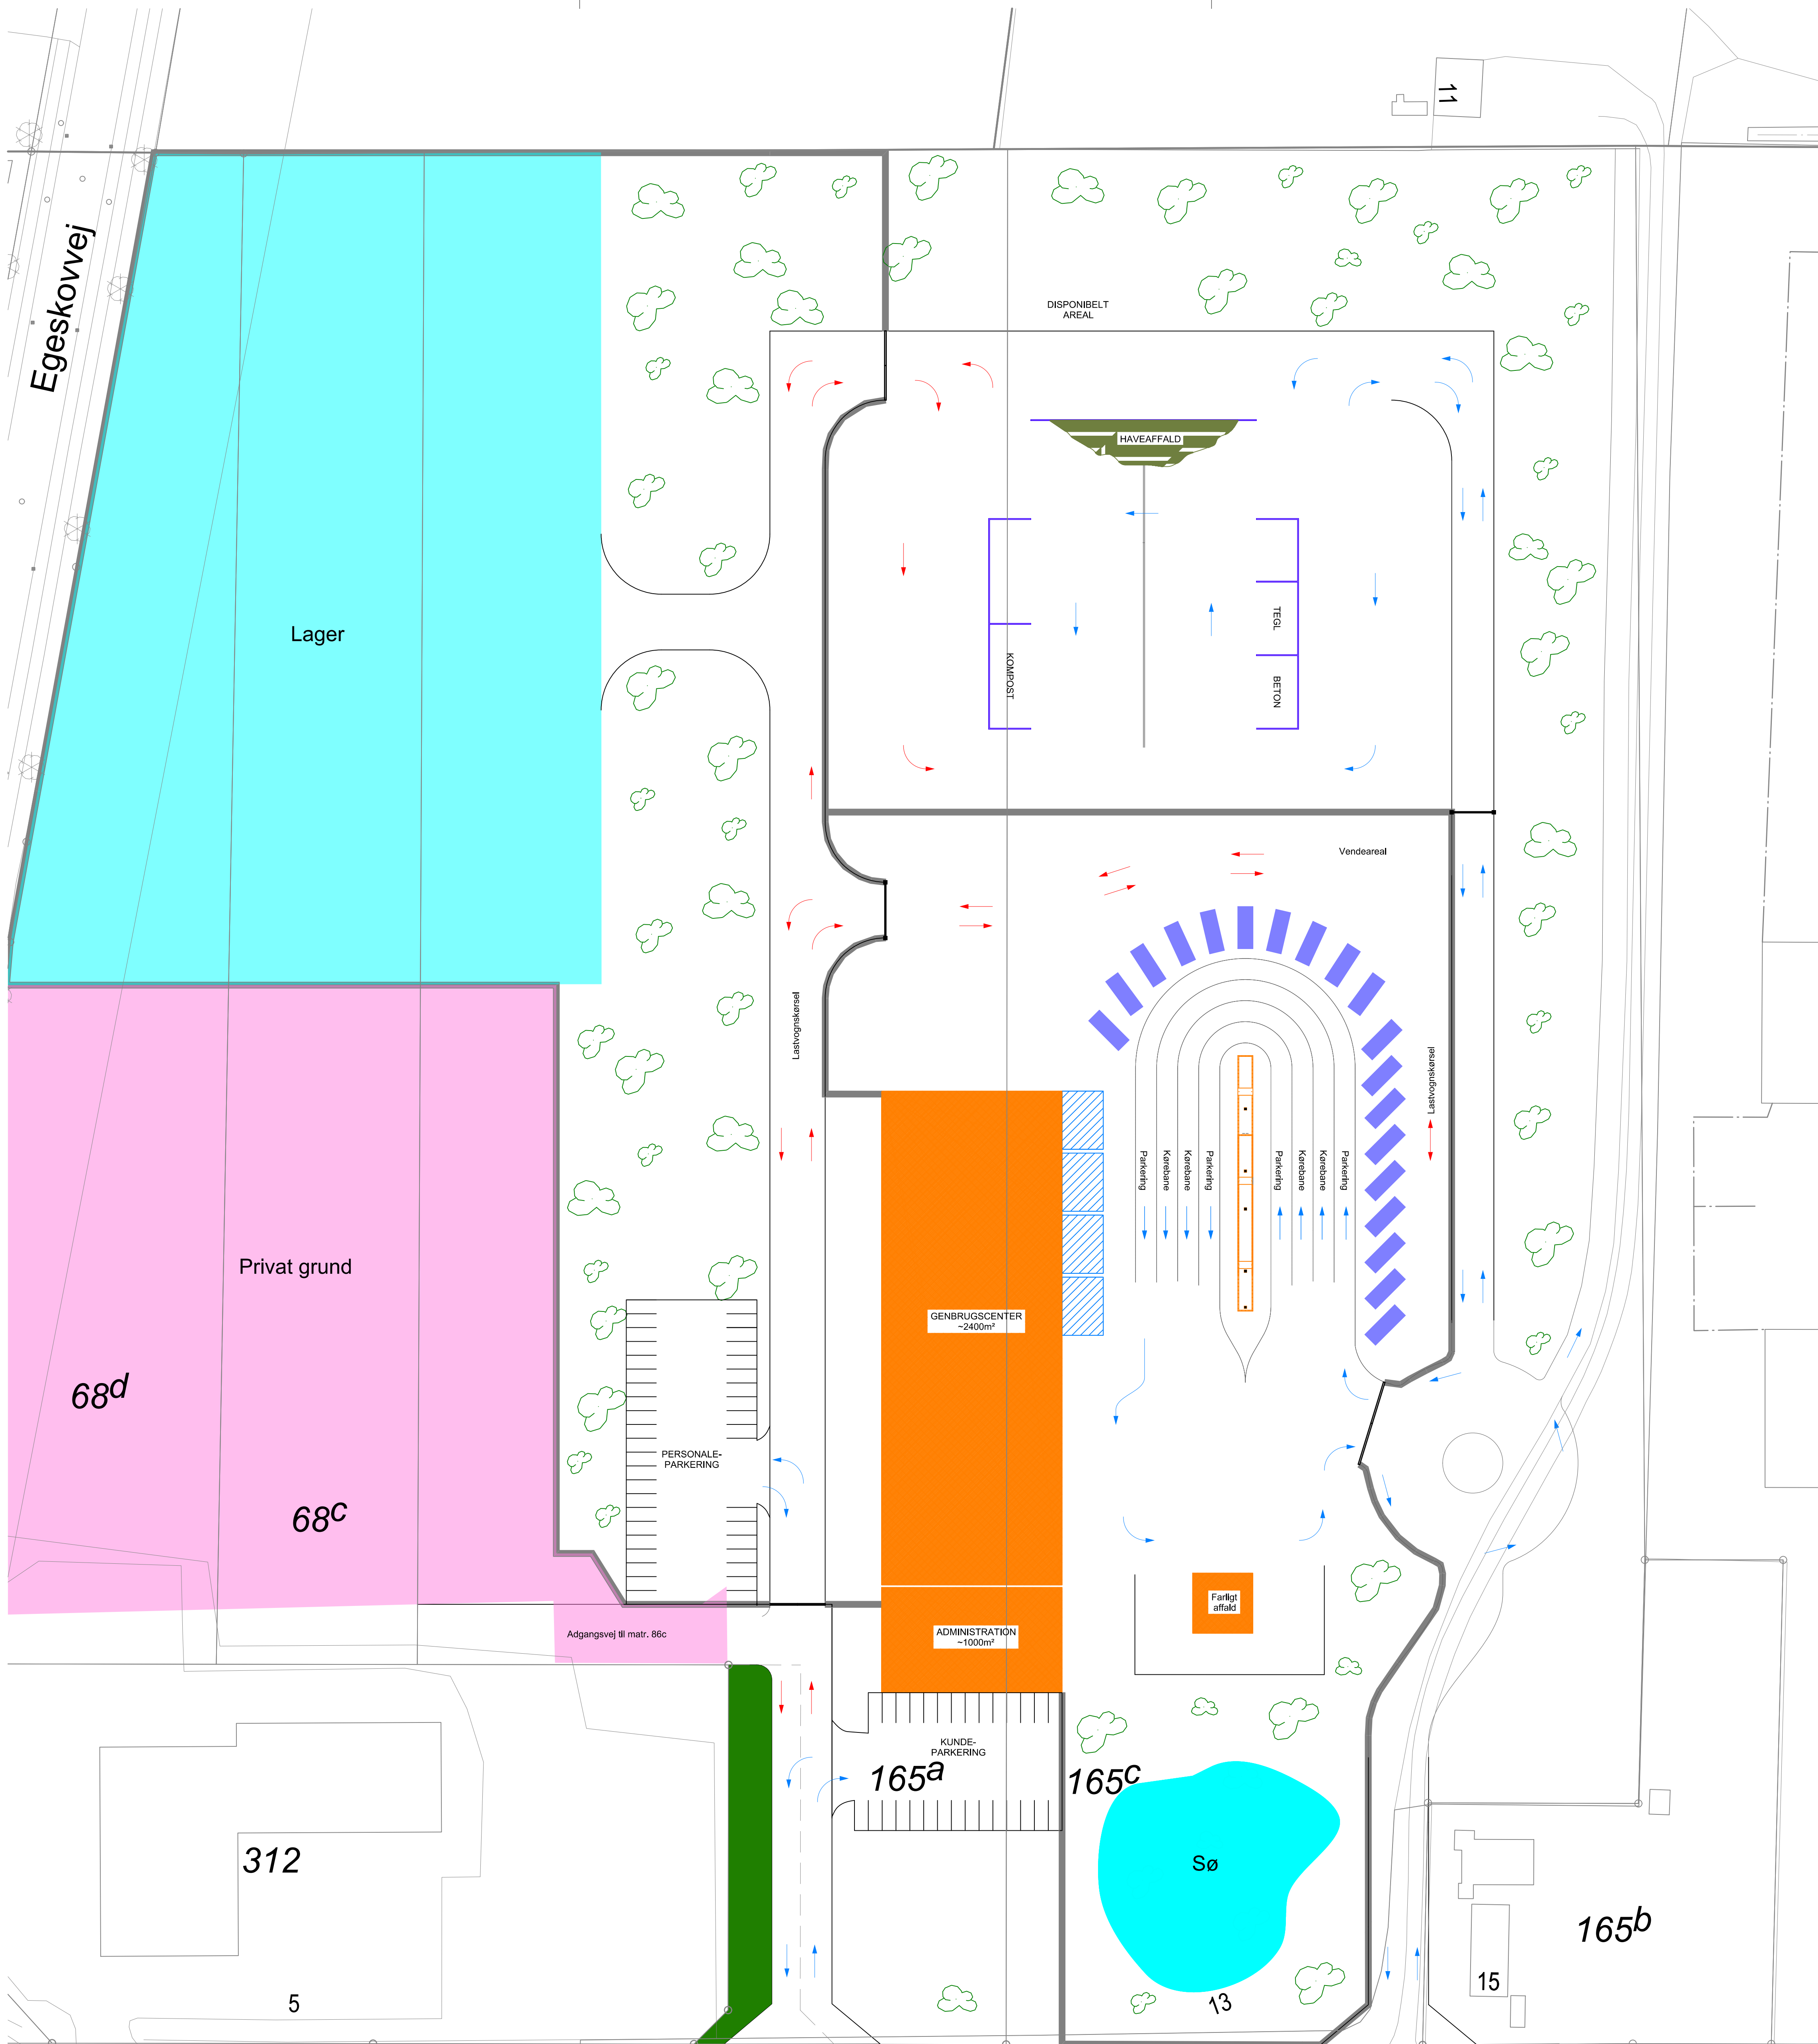 11
Egeskovvej
DISPONIBELT
AREAL
HAVEAFFALD
Lager
TEGL
KOMPOST
BETON
Vendeareal
Lastvognskørsel
Lastvognskørsel
Parkering
Kørebane
Kørebane
Parkering
Parkering
Kørebane
Kørebane
Parkering
Privat grund
GENBRUGSCENTER
~2400m²
68d
PERSONALE-
PARKERING
68c
Farligt
affald
Adgangsvej til matr. 86c
ADMINISTRATION
~1000m²
KUNDE-
PARKERING
165a
165c
312
Sø
165b
5
13
15